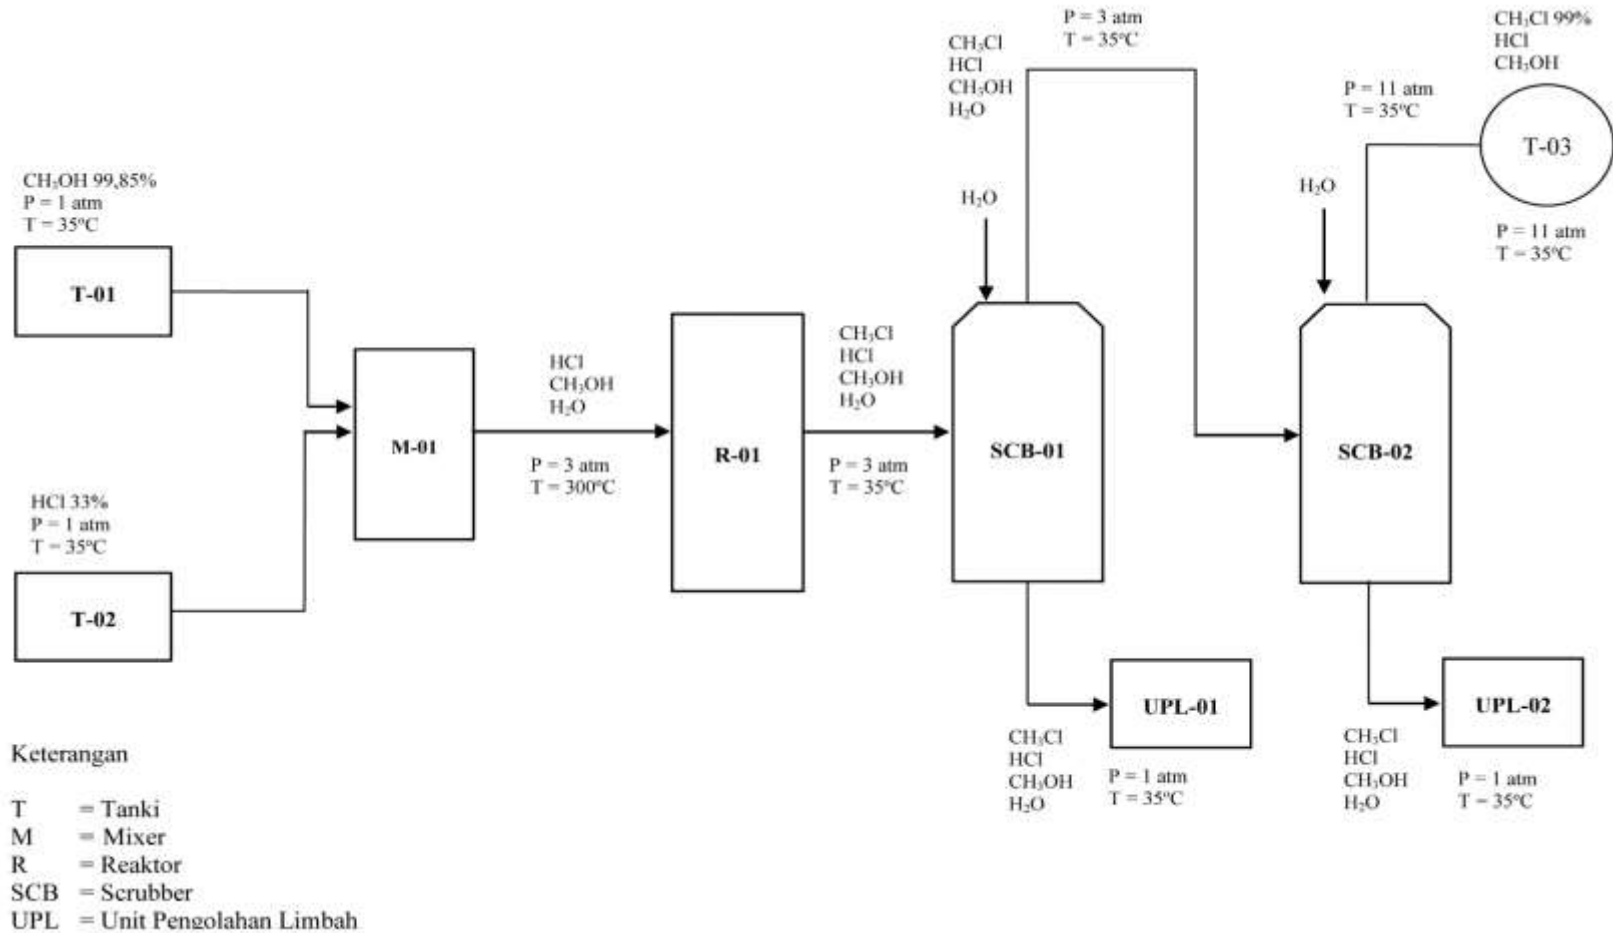 CH₃OH 99,85%
P = 1 atm
T = 35ºC
T-01
HCl 33%
P = 1 atm
T = 35ºC
T-02
M-01
HCl
CH₃OH
H₂O
P = 3 atm
T = 300ºC
R-01
CH₃Cl
HCl
CH₃OH
H₂O
P = 3 atm
T = 35ºC
H₂O
SCB-01
CH₃Cl
HCl
CH₃OH
H₂O
P = 3 atm
T = 35ºC
CH₃Cl
HCl
CH₃OH
H₂O
UPL-01
P = 1 atm
T = 35ºC
H₂O
SCB-02
P = 11 atm
T = 35ºC
CH₃Cl 99%
HCl
CH₃OH
T-03
P = 11 atm
T = 35ºC
CH₃Cl
HCl
CH₃OH
H₂O
UPL-02
P = 1 atm
T = 35ºC
Keterangan
T = Tanki
M = Mixer
R = Reaktor
SCB = Scrubber
UPL = Unit Pengolahan Limbah